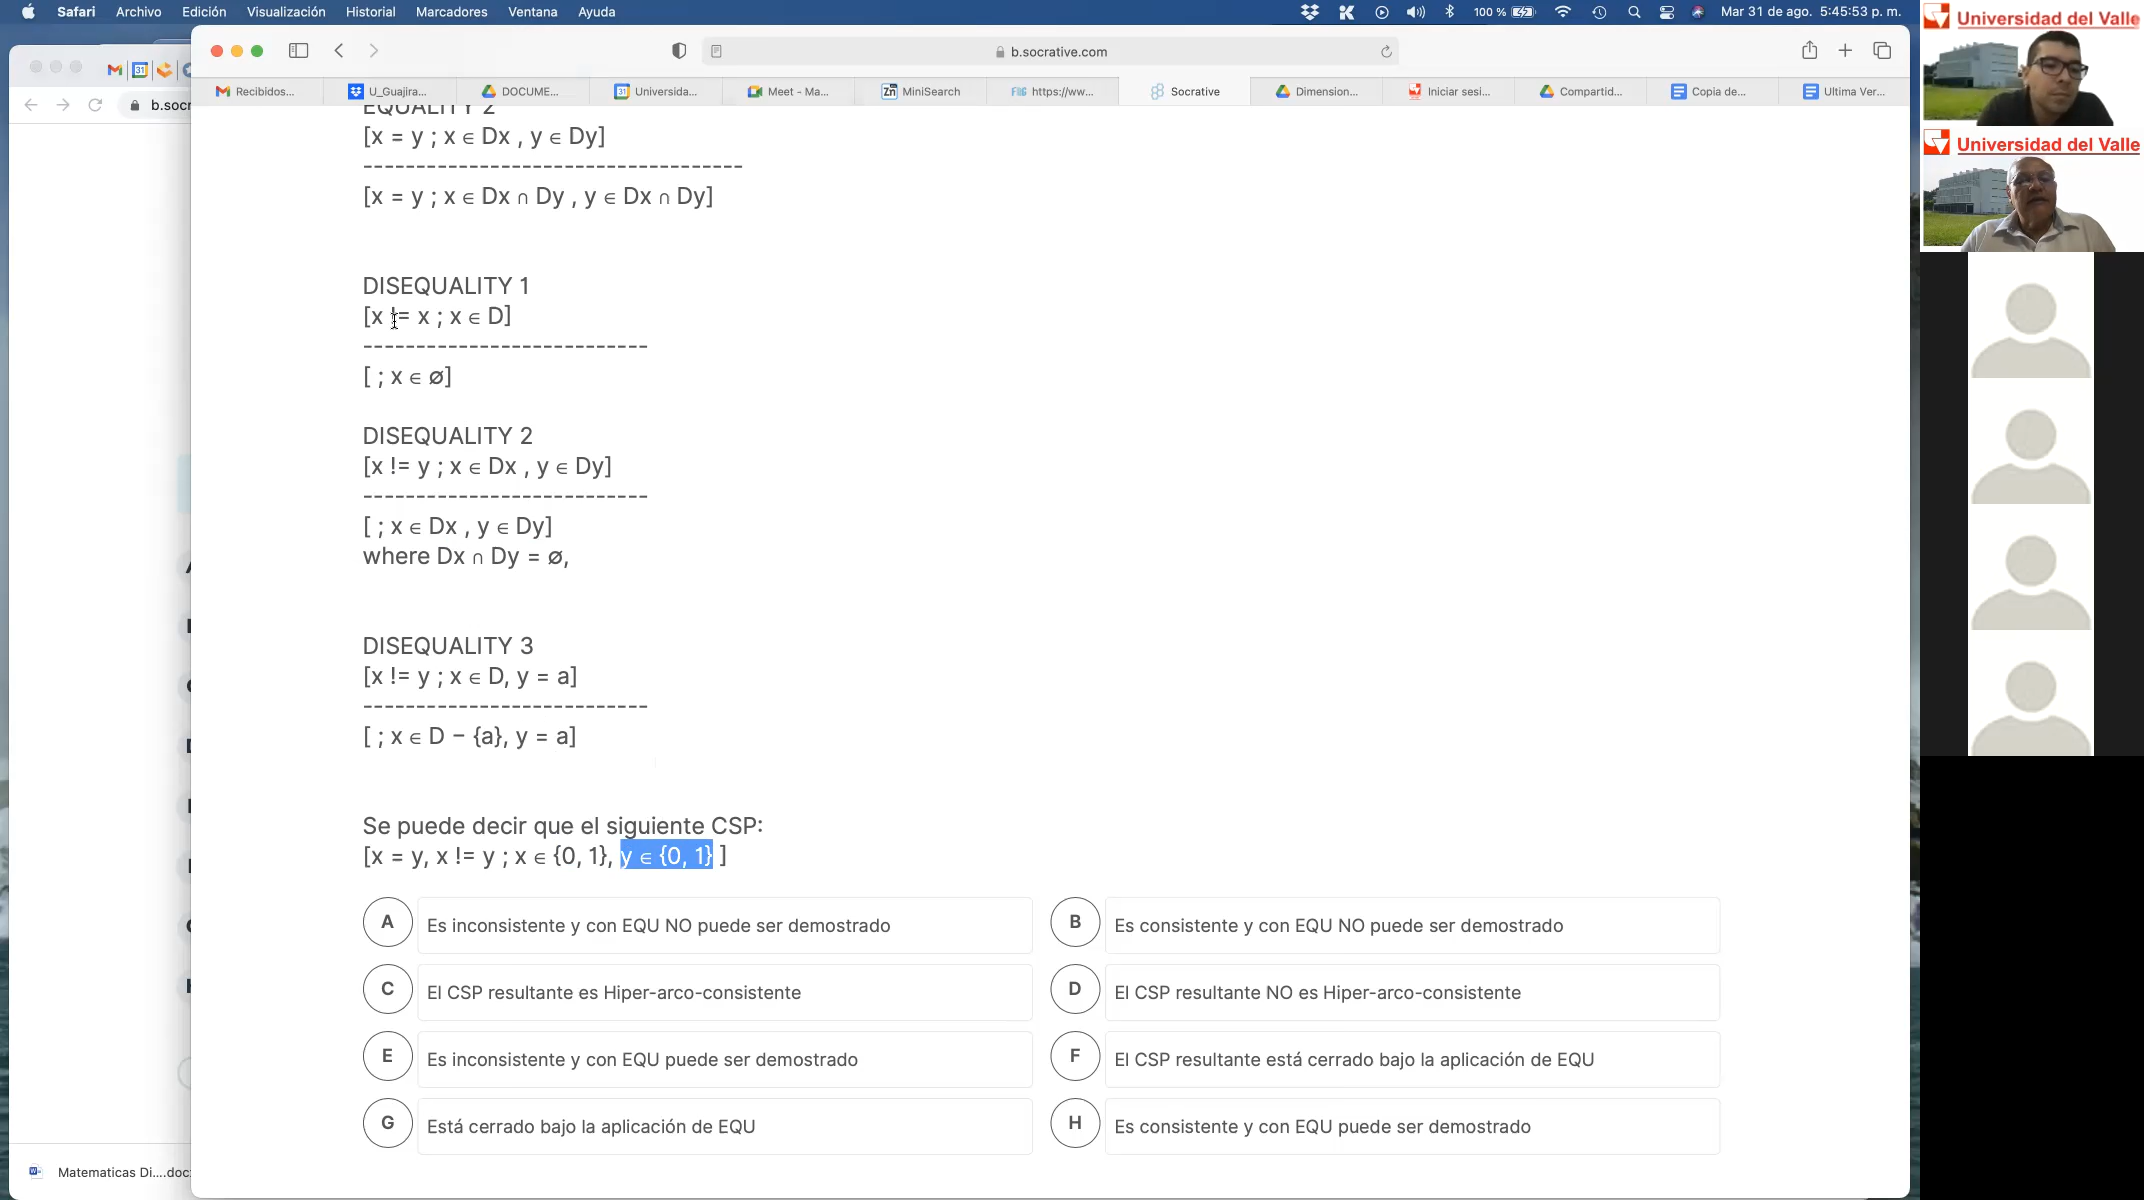 Safari Archivo Edición Visualización Historial Marcadores Ventana Ayuda
100 % Mar 31 de ago. 5:45:53 p. m.
Universidad del Valle
Universidad del Valle
b.socrative.com
Recibidos... U_Guajira... DOCUME... Universida... Meet - Ma... MiniSearch https://ww... Socrative Dimension... Iniciar sesi... Compartid... Copia de... Ultima Ver...
b.socr
EQUALITY 2
[x = y ; x ∈ Dx , y ∈ Dy]
------------------------------------
[x = y ; x ∈ Dx ∩ Dy , y ∈ Dx ∩ Dy]
DISEQUALITY 1
[x != x ; x ∈ D]
---------------------------
[ ; x ∈ ∅]
DISEQUALITY 2
[x != y ; x ∈ Dx , y ∈ Dy]
---------------------------
[ ; x ∈ Dx , y ∈ Dy]
where Dx ∩ Dy = ∅,
DISEQUALITY 3
[x != y ; x ∈ D, y = a]
---------------------------
[ ; x ∈ D − {a}, y = a]
Se puede decir que el siguiente CSP:
[x = y, x != y ; x ∈ {0, 1}, y ∈ {0, 1} ]
A Es inconsistente y con EQU NO puede ser demostrado
B Es consistente y con EQU NO puede ser demostrado
C El CSP resultante es Hiper-arco-consistente
D El CSP resultante NO es Hiper-arco-consistente
E Es inconsistente y con EQU puede ser demostrado
F El CSP resultante está cerrado bajo la aplicación de EQU
G Está cerrado bajo la aplicación de EQU
H Es consistente y con EQU puede ser demostrado
Matematicas Di....doc